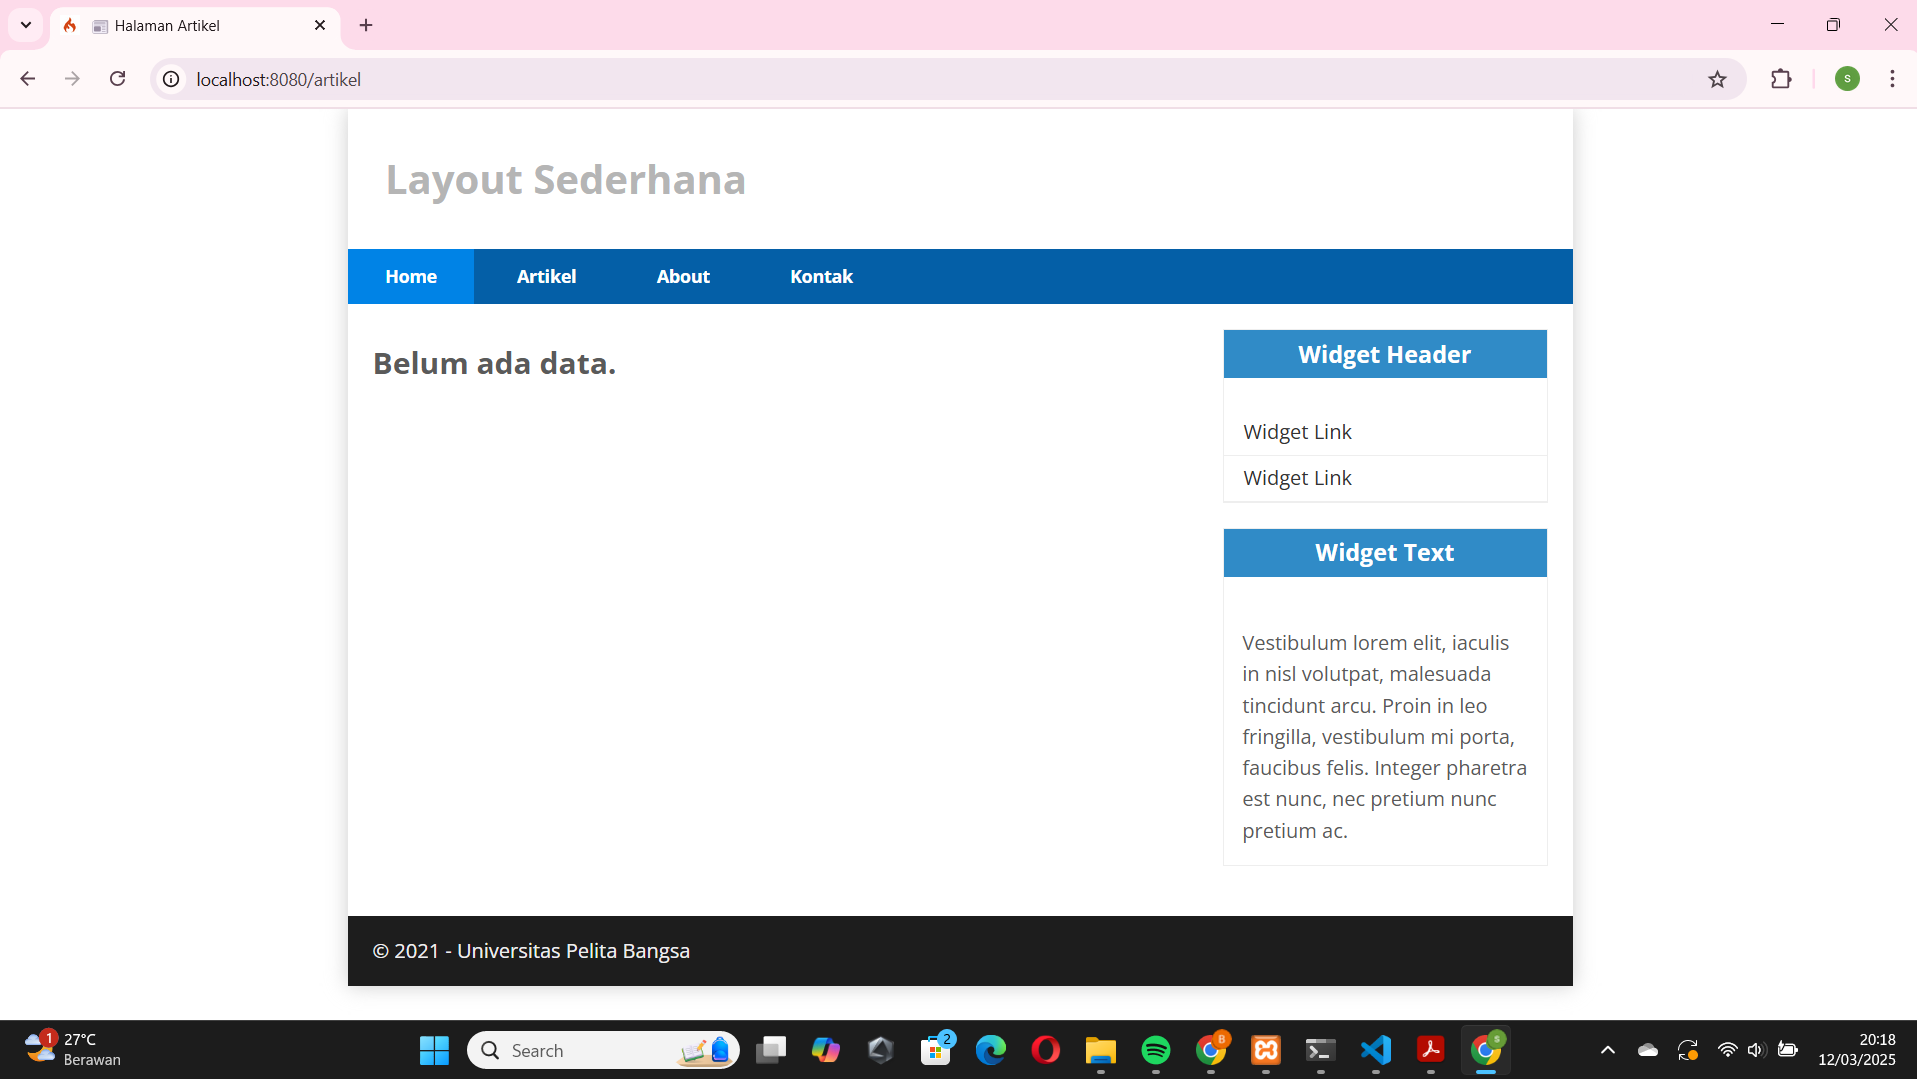 Halaman Artikel
localhost:8080/artikel
S
Layout Sederhana
Home
Artikel
About
Kontak
Belum ada data.
Widget Header
Widget Link
Widget Link
Widget Text
Vestibulum lorem elit, iaculis
in nisl volutpat, malesuada
tincidunt arcu. Proin in leo
fringilla, vestibulum mi porta,
faucibus felis. Integer pharetra
est nunc, nec pretium nunc
pretium ac.
© 2021 - Universitas Pelita Bangsa
1
27°C
Berawan
Search
2
B
S
20:18
12/03/2025